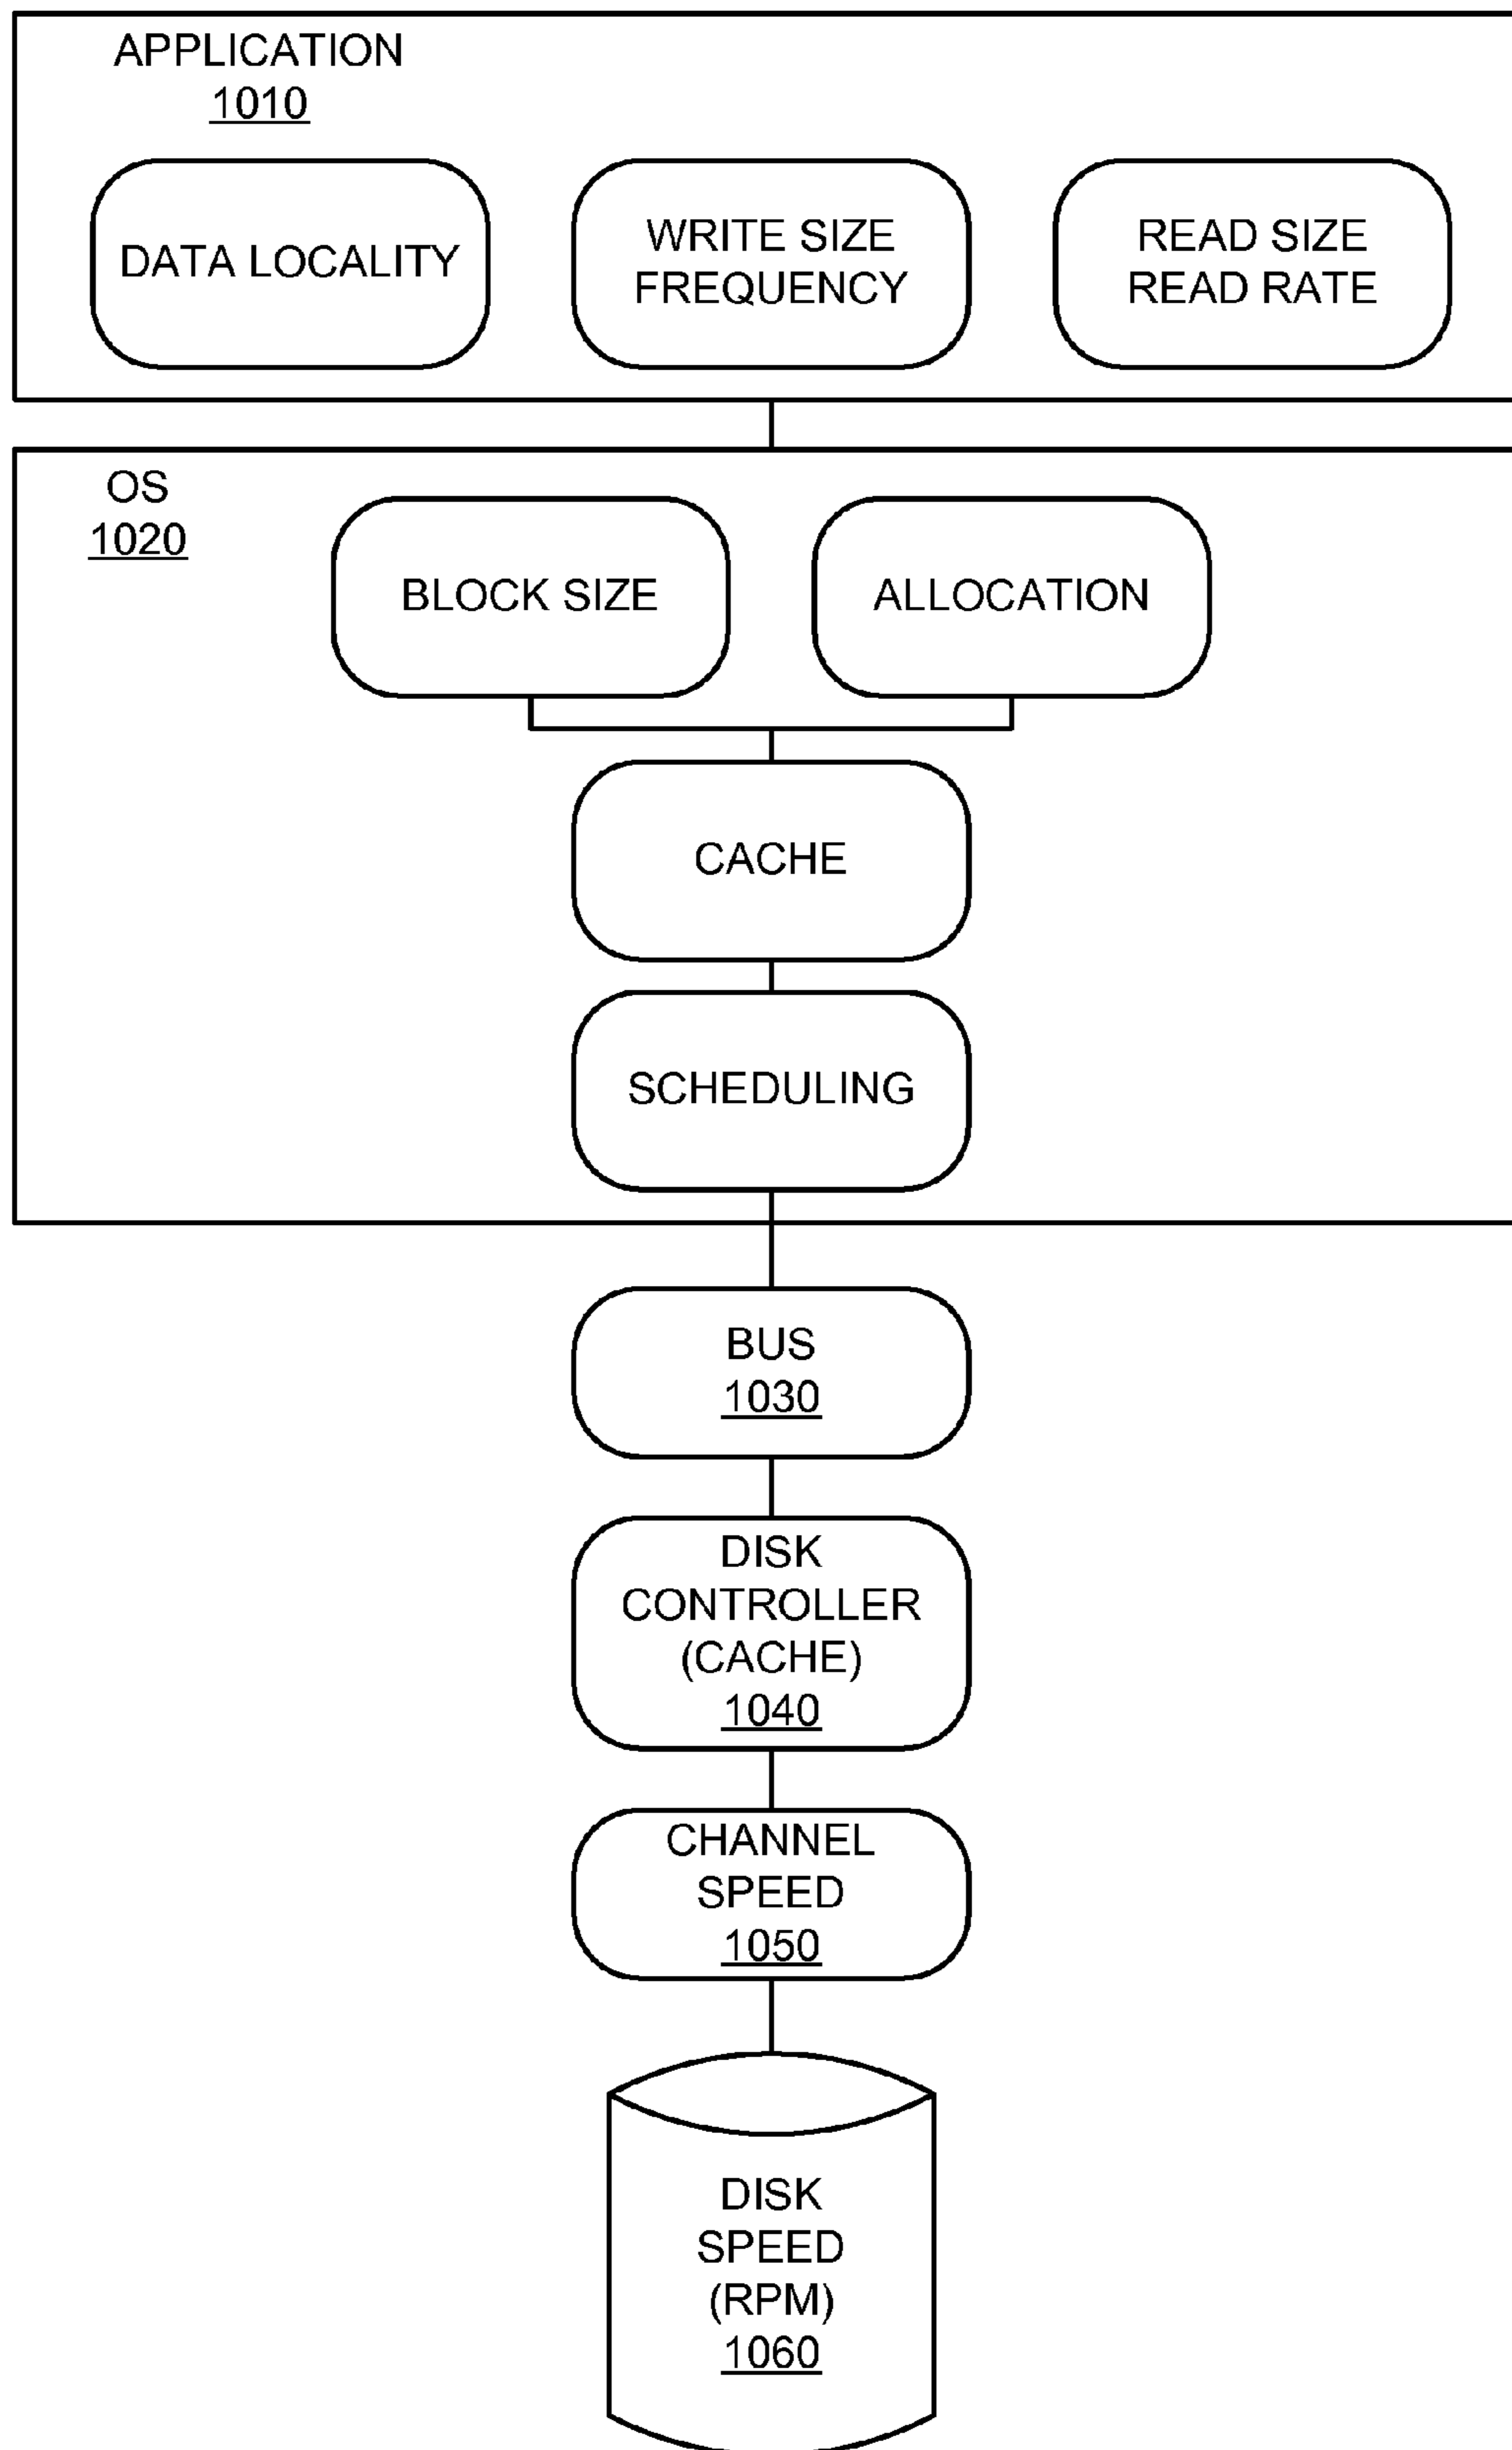 APPLICATION
1010
DATA LOCALITY
WRITE SIZE
FREQUENCY
READ SIZE
READ RATE
OS
1020
BLOCK SIZE
ALLOCATION
CACHE
SCHEDULING
BUS
1030
DISK
CONTROLLER
(CACHE)
1040
CHANNEL
SPEED
1050
DISK
SPEED
(RPM)
1060